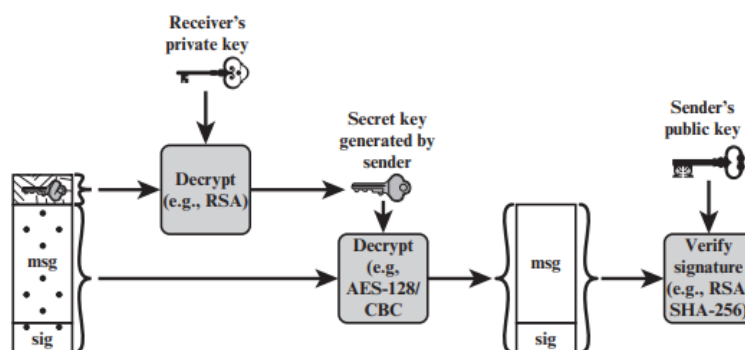 Receiver's
private key
Secret key
generated by
sender
Sender's
public key
Decrypt
(e.g., RSA)
msg
sig
Decrypt
(e.g,
AES-128/
CBC
msg
sig
Verify
signature
(e.g., RSA/
SHA-256)